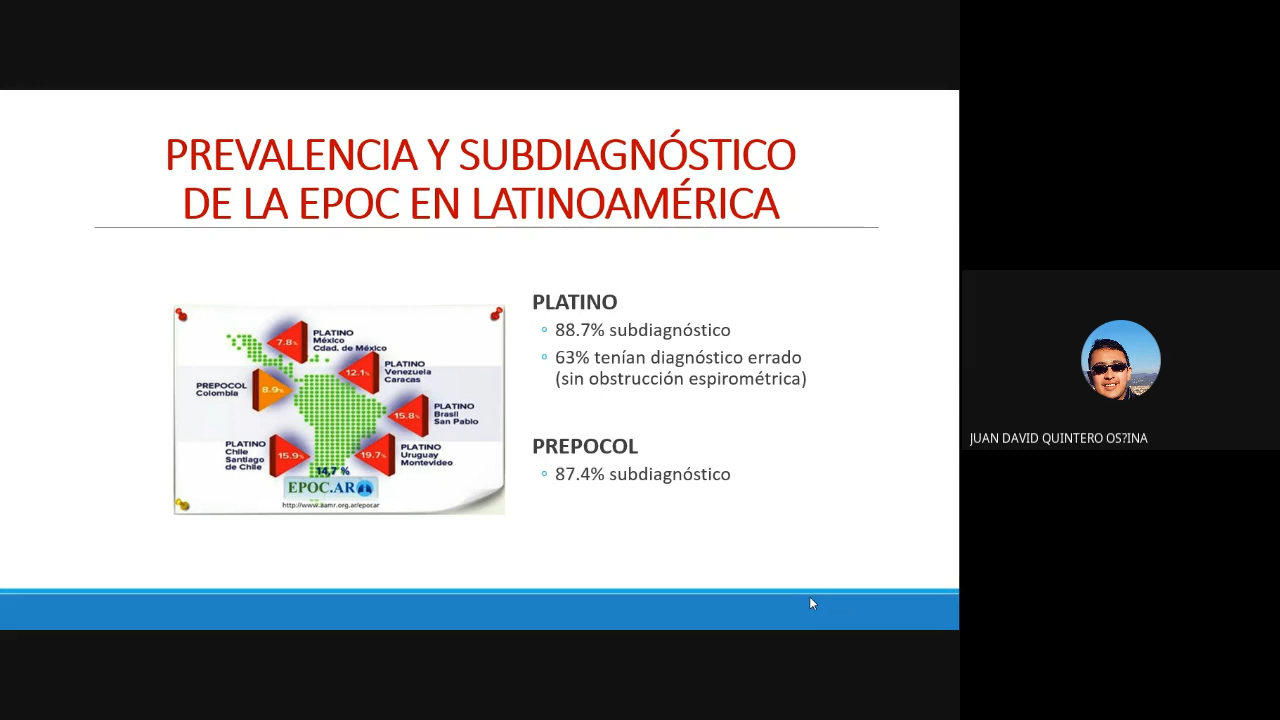 PREVALENCIA Y SUBDIAGNÓSTICO
DE LA EPOC EN LATINOAMÉRICA
PLATINO
México
Cdad. de México
7.8%
PLATINO
Venezuela
Caracas
12.1%
PREPOCOL
Colombia
8.9%
PLATINO
Brasil
San Pablo
15.8%
PLATINO
Chile
Santiago
de Chile
15.9%
PLATINO
Uruguay
Montevideo
19.7%
14,7 %
EPOC.AR
http://www.aamr.org.ar/epocar
PLATINO
◦ 88.7% subdiagnóstico
◦ 63% tenían diagnóstico errado
(sin obstrucción espirométrica)
PREPOCOL
◦ 87.4% subdiagnóstico
JUAN DAVID QUINTERO OS?INA